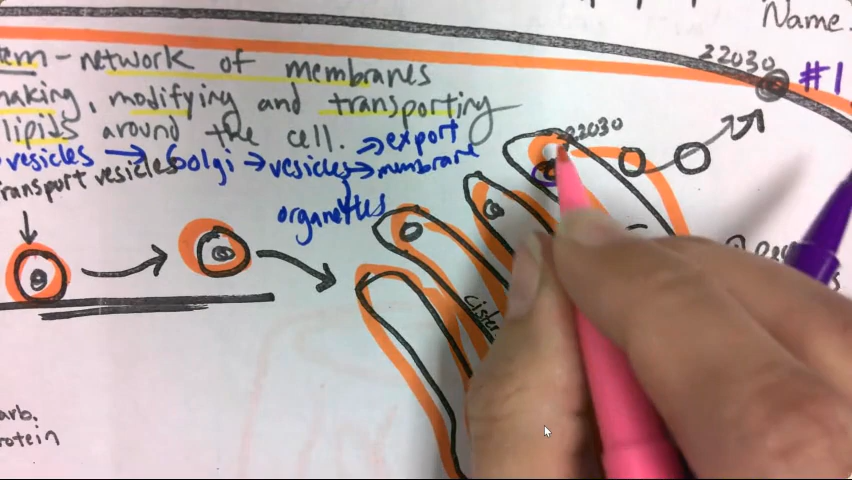 Name.
22030
#1
tem - network of membranes
making, modifying and transporting
lipids around the cell.
22030
vesicles → Golgi → vesicles → export
→ membrane
organelles
transport vesicles
cister
arb.
rotein